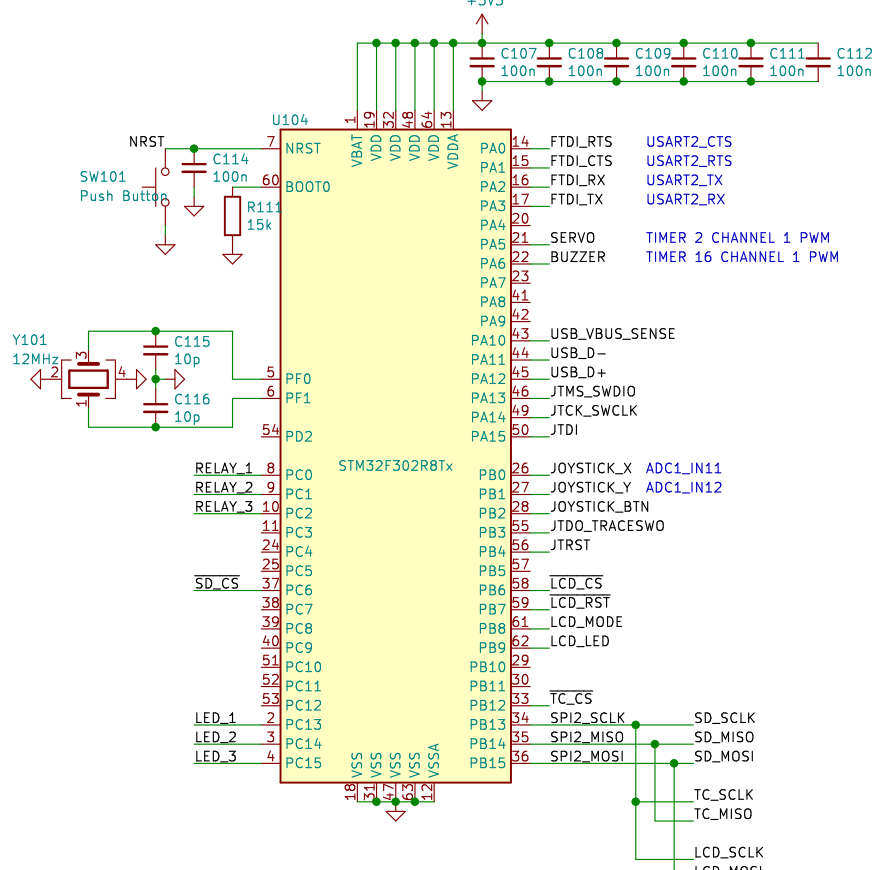 +3V3
C107 C108 C109 C110 C111 C112
100n 100n 100n 100n 100n 100n
U104
1 19 32 48 64 13
VBAT VDD VDD VDD VDD VDDA
NRST 7 NRST
C114
100n
SW101
Push Button
60 BOOT0
R111
15k
Y101
12MHz
3
2 4
1
C115
10p
C116
10p
5 PF0
6 PF1
54 PD2
STM32F302R8Tx
RELAY_1 8 PC0
RELAY_2 9 PC1
RELAY_3 10 PC2
11 PC3
24 PC4
25 PC5
SD_CS 37 PC6
38 PC7
39 PC8
40 PC9
51 PC10
52 PC11
53 PC12
LED_1 2 PC13
LED_2 3 PC14
LED_3 4 PC15
PA0 14 FTDI_RTS USART2_CTS
PA1 15 FTDI_CTS USART2_RTS
PA2 16 FTDI_RX USART2_TX
PA3 17 FTDI_TX USART2_RX
PA4 20
PA5 21 SERVO TIMER 2 CHANNEL 1 PWM
PA6 22 BUZZER TIMER 16 CHANNEL 1 PWM
PA7 23
PA8 41
PA9 42
PA10 43 USB_VBUS_SENSE
PA11 44 USB_D-
PA12 45 USB_D+
PA13 46 JTMS_SWDIO
PA14 49 JTCK_SWCLK
PA15 50 JTDI
PB0 26 JOYSTICK_X ADC1_IN11
PB1 27 JOYSTICK_Y ADC1_IN12
PB2 28 JOYSTICK_BTN
PB3 55 JTDO_TRACESWO
PB4 56 JTRST
PB5 57
PB6 58 LCD_CS
PB7 59 LCD_RST
PB8 61 LCD_MODE
PB9 62 LCD_LED
PB10 29
PB11 30
PB12 33 TC_CS
PB13 34 SPI2_SCLK SD_SCLK
PB14 35 SPI2_MISO SD_MISO
PB15 36 SPI2_MOSI SD_MOSI
VSS VSS VSS VSS VSSA
18 31 47 63 12
TC_SCLK
TC_MISO
LCD_SCLK
LCD_MOSI